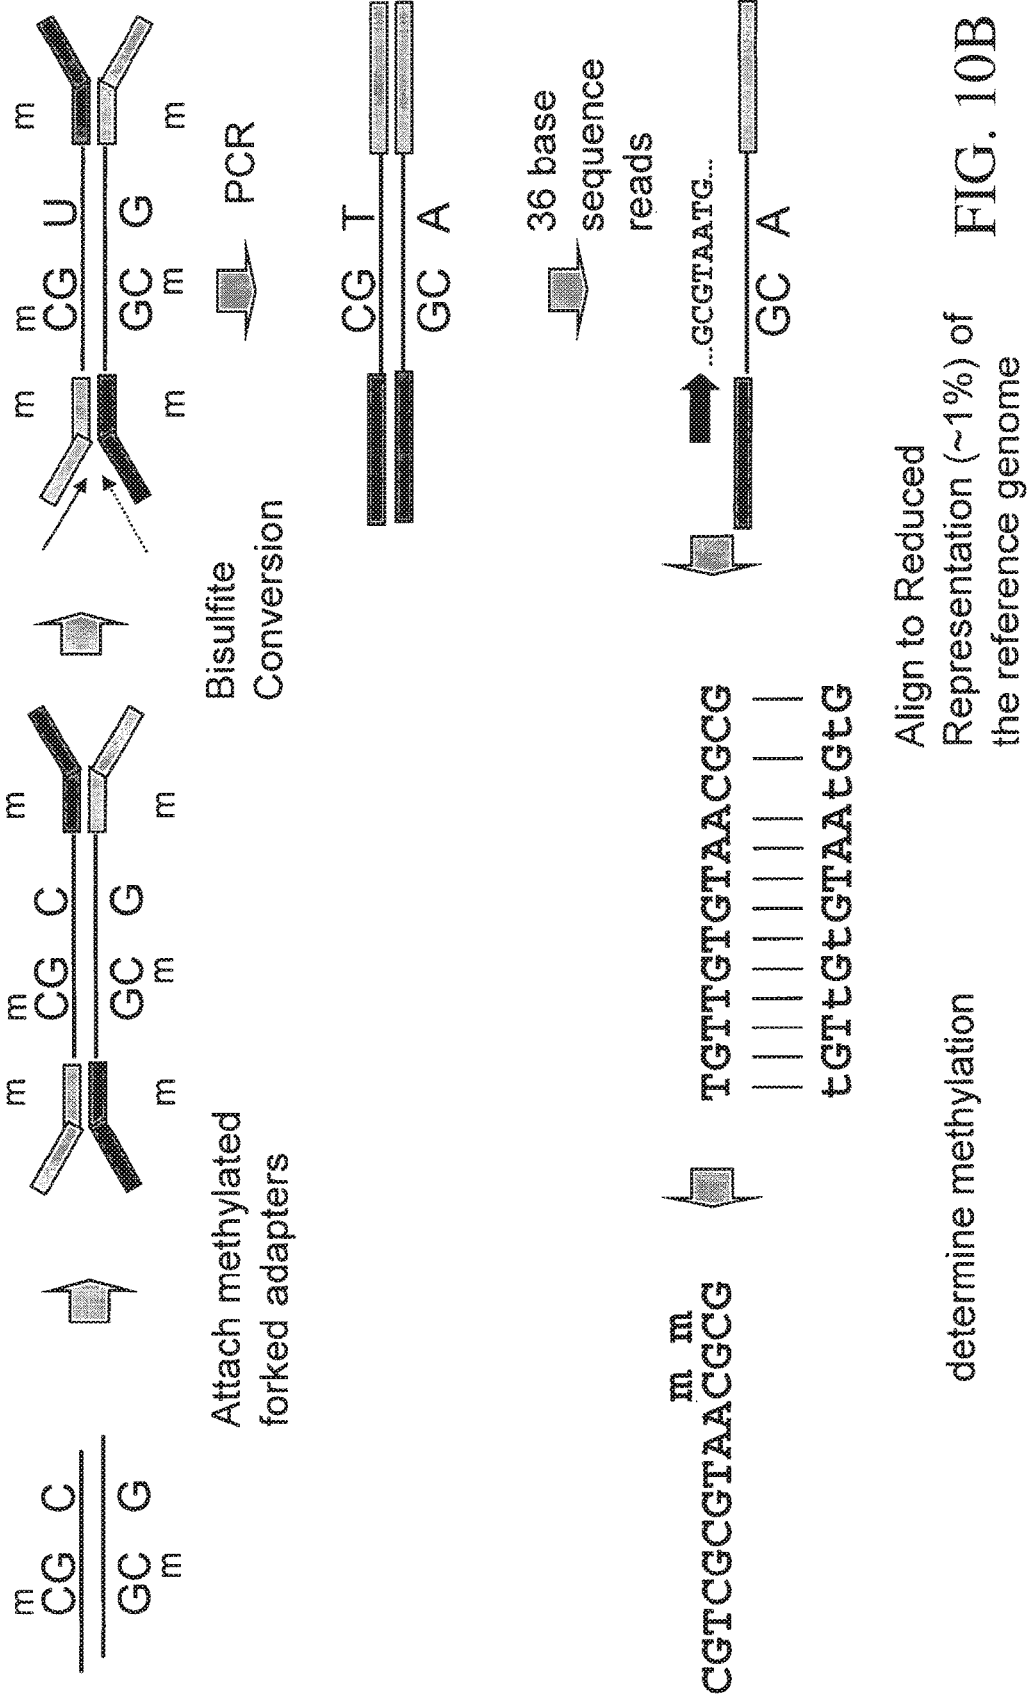 m
CG C
GC G
m
Attach methylated
forked adapters
m m m
CG C
GC G
m m m
Bisulfite
Conversion
m m m
CG U
GC G
m m m
PCR
CG T
GC A
36 base
sequence
reads
...GCGTAATG...
GC A
Align to Reduced
Representation (~1%) of
the reference genome
TGTTGTGTAACGCG
tGTtGtGTAAtGtG
determine methylation
m m
CGTCGCGTAACGCG
FIG. 10B